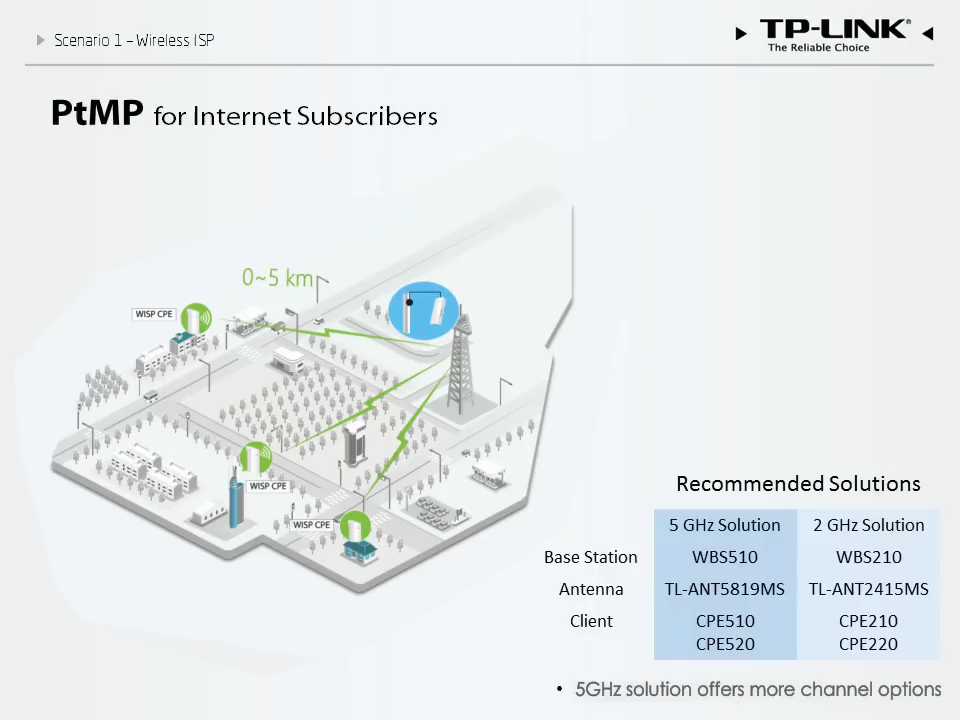 Scenario 1 – Wireless ISP
TP-LINK®
The Reliable Choice
PtMP for Internet Subscribers
0~5 km
WISP CPE
WISP CPE
WISP CPE
Recommended Solutions
5 GHz Solution 2 GHz Solution
Base Station WBS510 WBS210
Antenna TL-ANT5819MS TL-ANT2415MS
Client CPE510 CPE210
CPE520 CPE220
• 5GHz solution offers more channel options